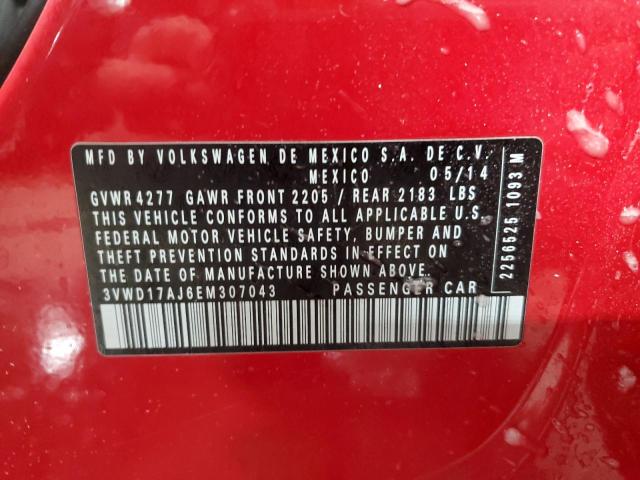 MFD BY VOLKSWAGEN DE MEXICO S.A. DE C.V.
MEXICO 05/14
GVWR 4277 GAWR FRONT 2205 / REAR 2183 LBS
THIS VEHICLE CONFORMS TO ALL APPLICABLE U.S.
FEDERAL MOTOR VEHICLE SAFETY, BUMPER AND
THEFT PREVENTION STANDARDS IN EFFECT ON
THE DATE OF MANUFACTURE SHOWN ABOVE.
3VWD17AJ6EM307043 PASSENGER CAR
2256525 1093 M